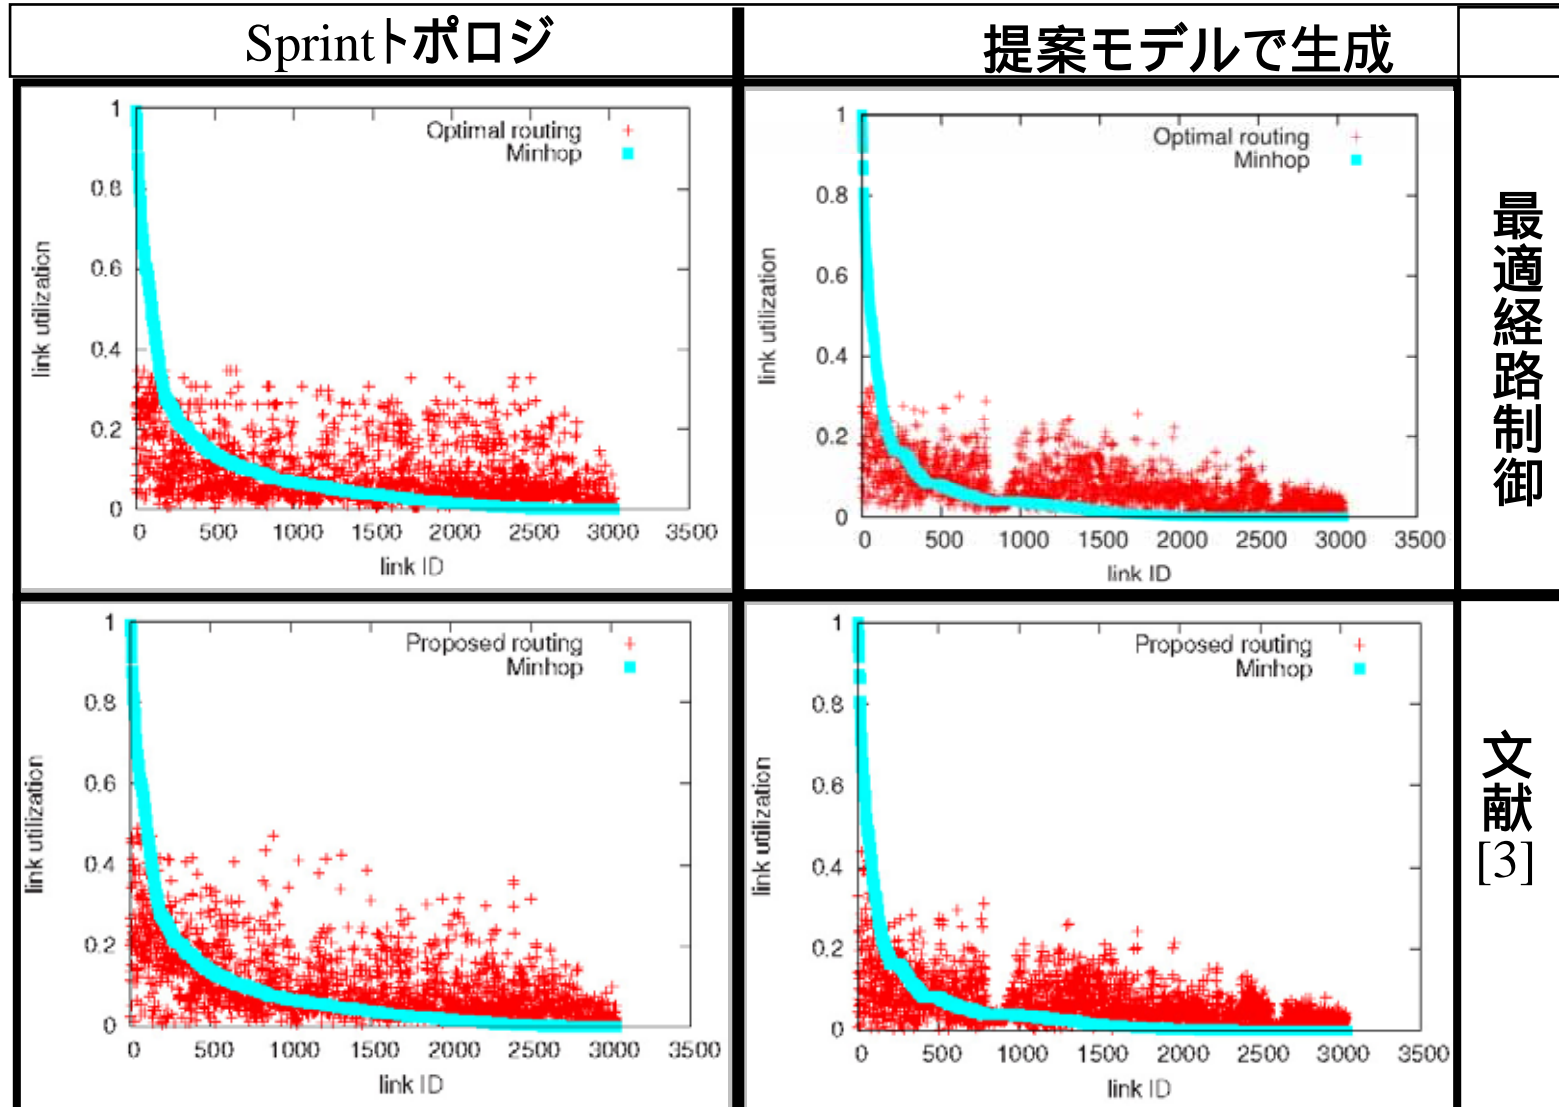 Sprintトポロジ
提案モデルで生成
最適経路制御
1
0.8
0.6
0.4
0.2
0
link utilization
Optimal routing
Minhop
0 500 1000 1500 2000 2500 3000 3500
link ID
1
0.8
0.6
0.4
0.2
0
link utilization
Optimal routing
Minhop
0 500 1000 1500 2000 2500 3000 3500
link ID
文献[3]
1
0.8
0.6
0.4
0.2
0
link utilization
Proposed routing
Minhop
0 500 1000 1500 2000 2500 3000 3500
link ID
1
0.8
0.6
0.4
0.2
0
link utilization
Proposed routing
Minhop
0 500 1000 1500 2000 2500 3000 3500
link ID